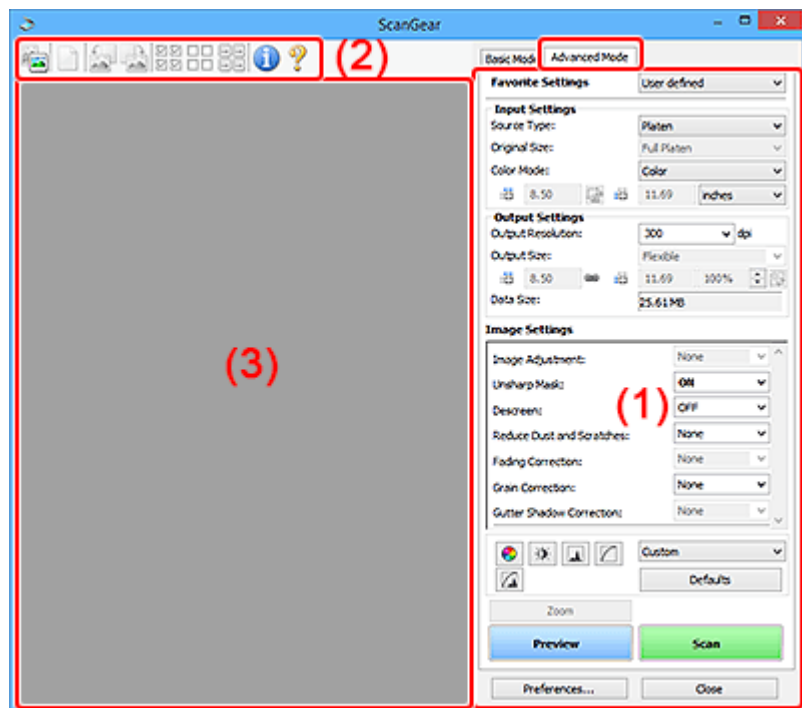 ScanGear
(2)
Basic Mode Advanced Mode
Favorite Settings User defined
Input Settings
Source Type: Platen
Original Size: Full Platen
Color Mode: Color
8.50 11.69 inches
Output Settings
Output Resolution: 300 dpi
Output Size: Flexible
8.50 11.69 100%
Data Size: 25.61MB
Image Settings
Image Adjustment: None
Unsharp Mask: ON
Descreen: OFF
Reduce Dust and Scratches: None
Fading Correction: None
Grain Correction: None
Gutter Shadow Correction: None
(1)
(3)
Custom
Defaults
Zoom
Preview Scan
Preferences... Close